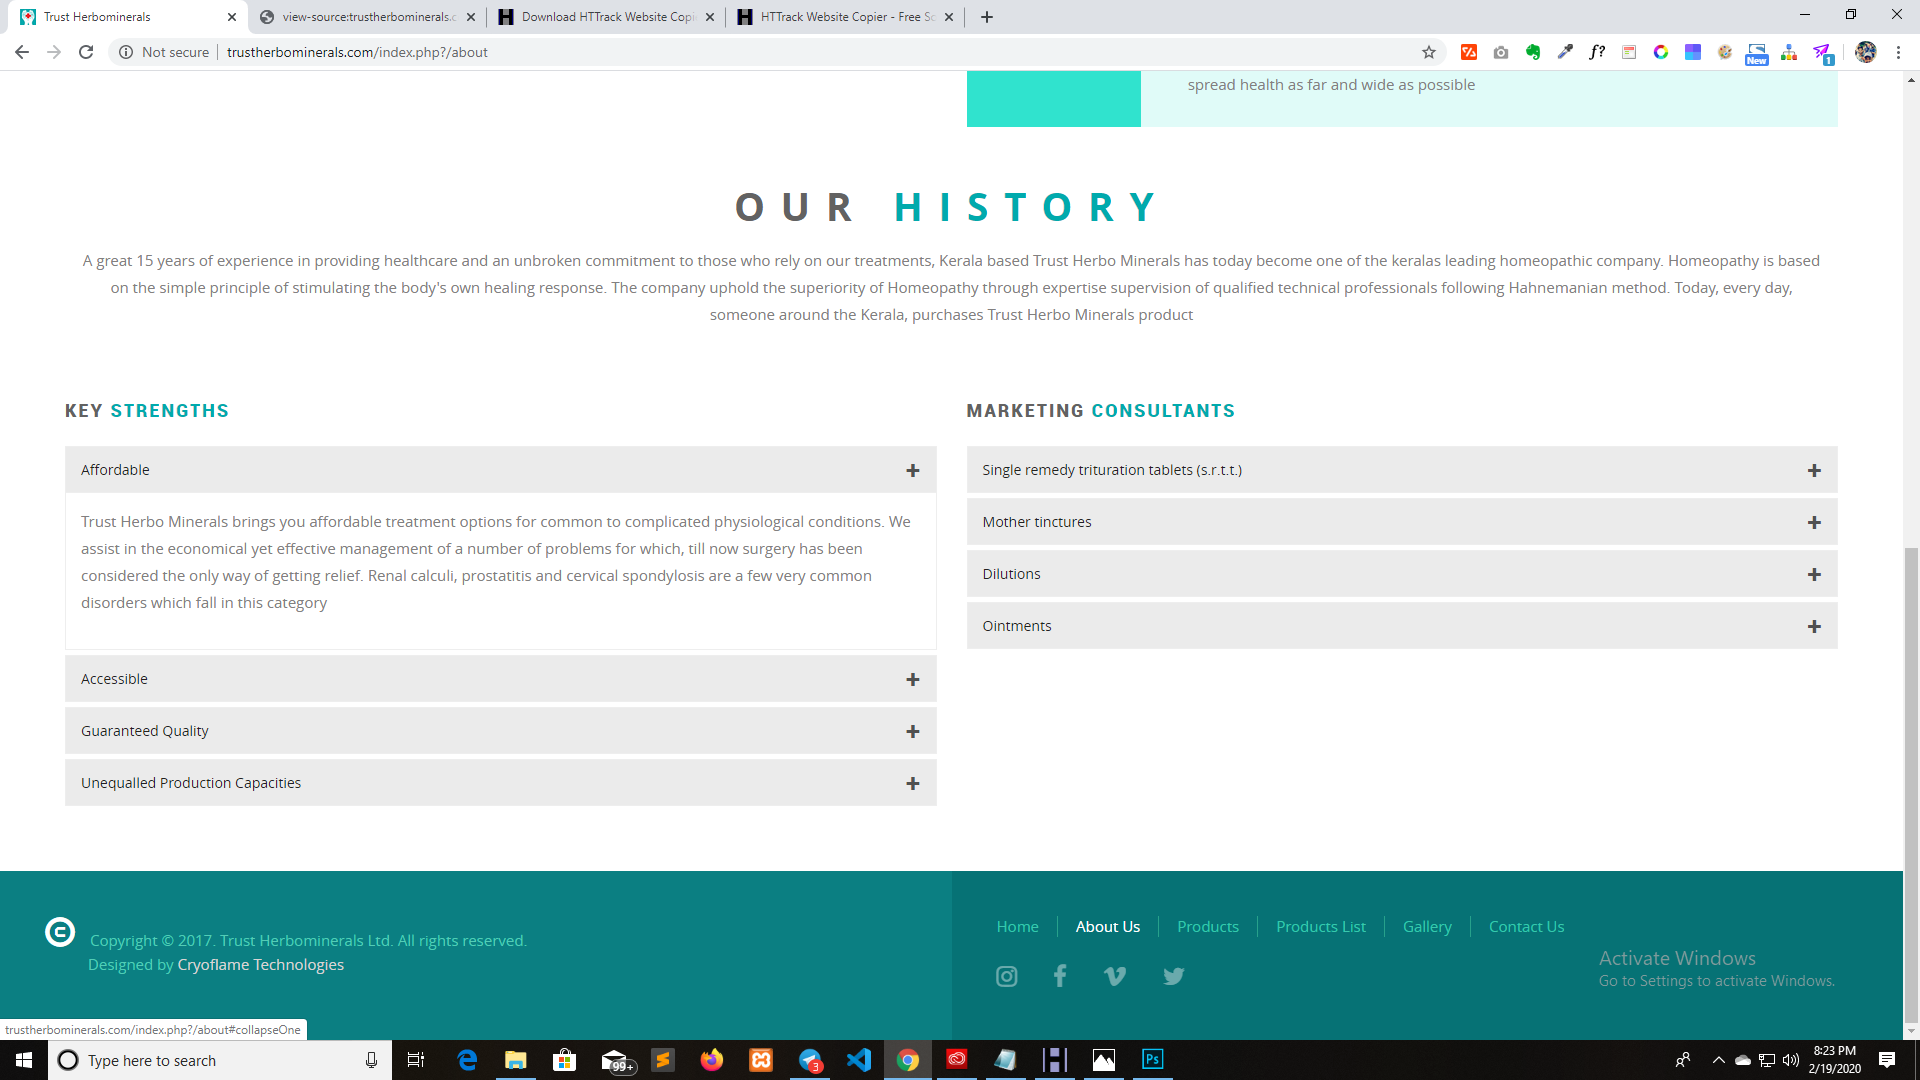 Trust Herbominerals
view-source:trustherbominerals.c
Download HTTrack Website Copi
HTTrack Website Copier - Free So
Not secure
trustherbominerals.com/index.php?/about
f?
New
1
spread health as far and wide as possible
OUR HISTORY
A great 15 years of experience in providing healthcare and an unbroken commitment to those who rely on our treatments, Kerala based Trust Herbo Minerals has today become one of the keralas leading homeopathic company. Homeopathy is based
on the simple principle of stimulating the body's own healing response. The company uphold the superiority of Homeopathy through expertise supervision of qualified technical professionals following Hahnemanian method. Today, every day,
someone around the Kerala, purchases Trust Herbo Minerals product
KEY STRENGTHS
Affordable
Trust Herbo Minerals brings you affordable treatment options for common to complicated physiological conditions. We
assist in the economical yet effective management of a number of problems for which, till now surgery has been
considered the only way of getting relief. Renal calculi, prostatitis and cervical spondylosis are a few very common
disorders which fall in this category
Accessible
Guaranteed Quality
Unequalled Production Capacities
MARKETING CONSULTANTS
Single remedy trituration tablets (s.r.t.t.)
Mother tinctures
Dilutions
Ointments
Copyright © 2017. Trust Herbominerals Ltd. All rights reserved.
Designed by Cryoflame Technologies
Home
About Us
Products
Products List
Gallery
Contact Us
Activate Windows
Go to Settings to activate Windows.
trustherbominerals.com/index.php?/about#collapseOne
Type here to search
99+
3
Ps
8:23 PM
2/19/2020